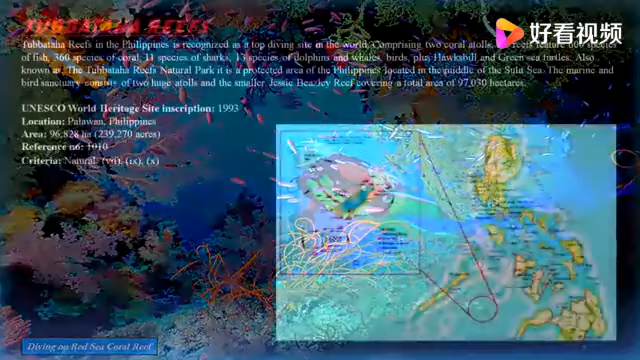 TUBBATAHA REEFS
好看视频
Tubbataha Reefs in the Philippines is recognized as a top diving site in the world. Comprising two coral atolls, reefs feature 600 species
of fish, 360 species of coral, 11 species of sharks, 13 species of dolphins and whales, birds, plus Hawksbill and Green sea turtles. Also
known as The Tubbataha Reefs Natural Park it is a protected area of the Philippines located in the middle of the Sulu Sea. The marine and
bird sanctuary consists of two huge atolls and the smaller Jessie Beazley Reef covering a total area of 97,030 hectares.
UNESCO World Heritage Site inscription: 1993
Location: Palawan, Philippines
Area: 96,828 ha (239,270 acres)
Reference no: 1010
Criteria: Natural: (vii), (ix), (x)
Diving on Red Sea Coral Reef